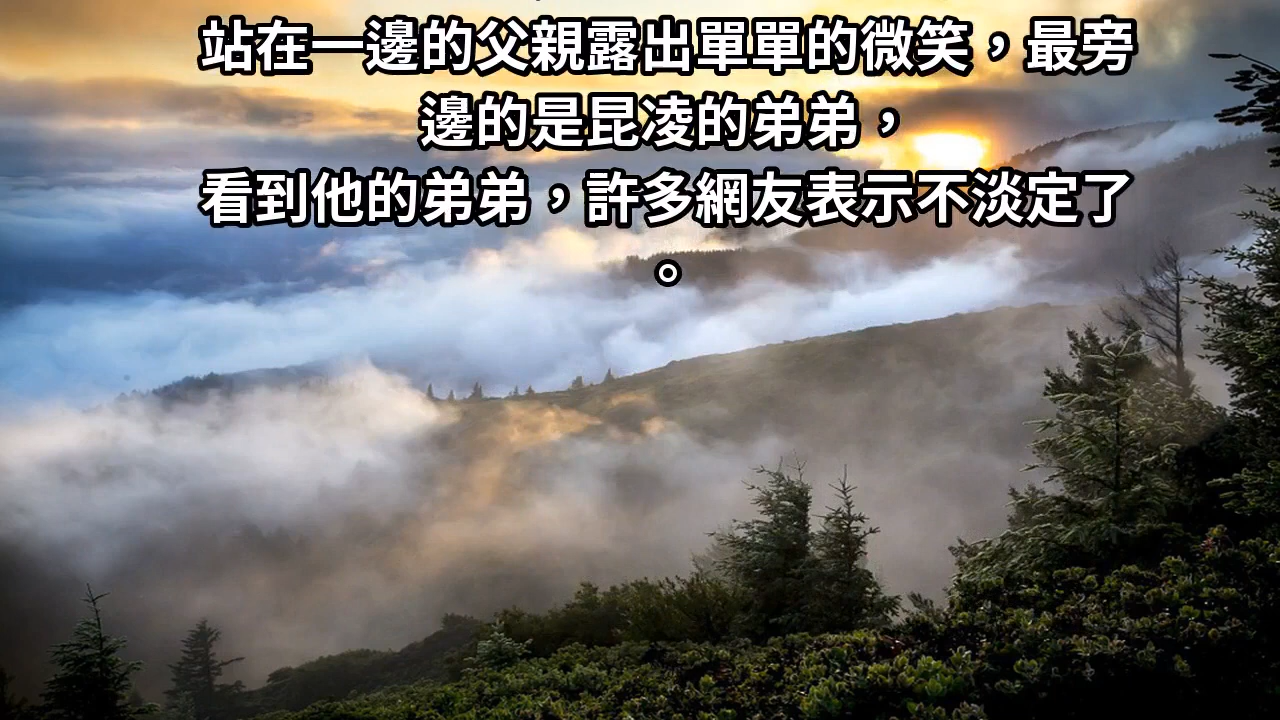 站在一邊的父親露出單單的微笑，最旁
邊的是昆凌的弟弟，
看到他的弟弟，許多網友表示不淡定了
。